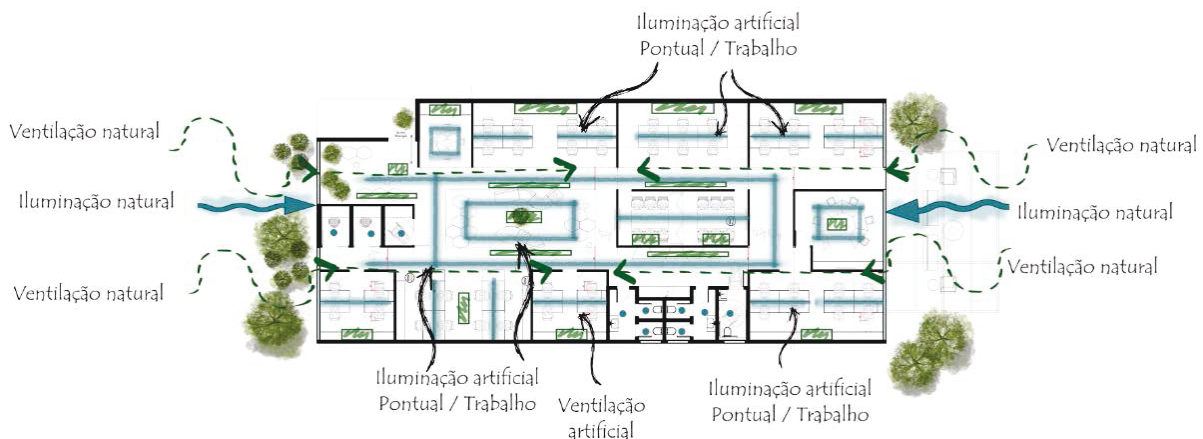 Iluminação artificial
Pontual / Trabalho
Ventilação natural
Ventilação natural
Iluminação natural
Iluminação natural
Ventilação natural
Ventilação natural
Iluminação artificial
Pontual / Trabalho
Ventilação
artificial
Iluminação artificial
Pontual / Trabalho